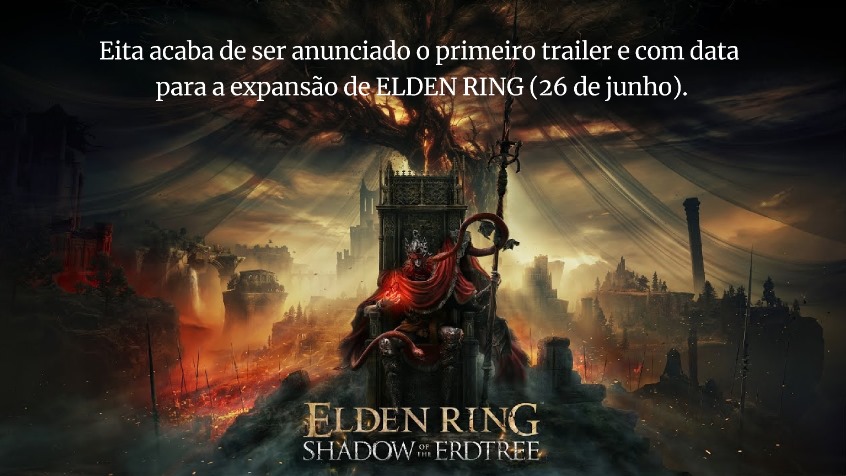 Eita acaba de ser anunciado o primeiro trailer e com data
para a expansão de ELDEN RING (26 de junho).
ELDEN RING
SHADOW OF THE ERDTREE